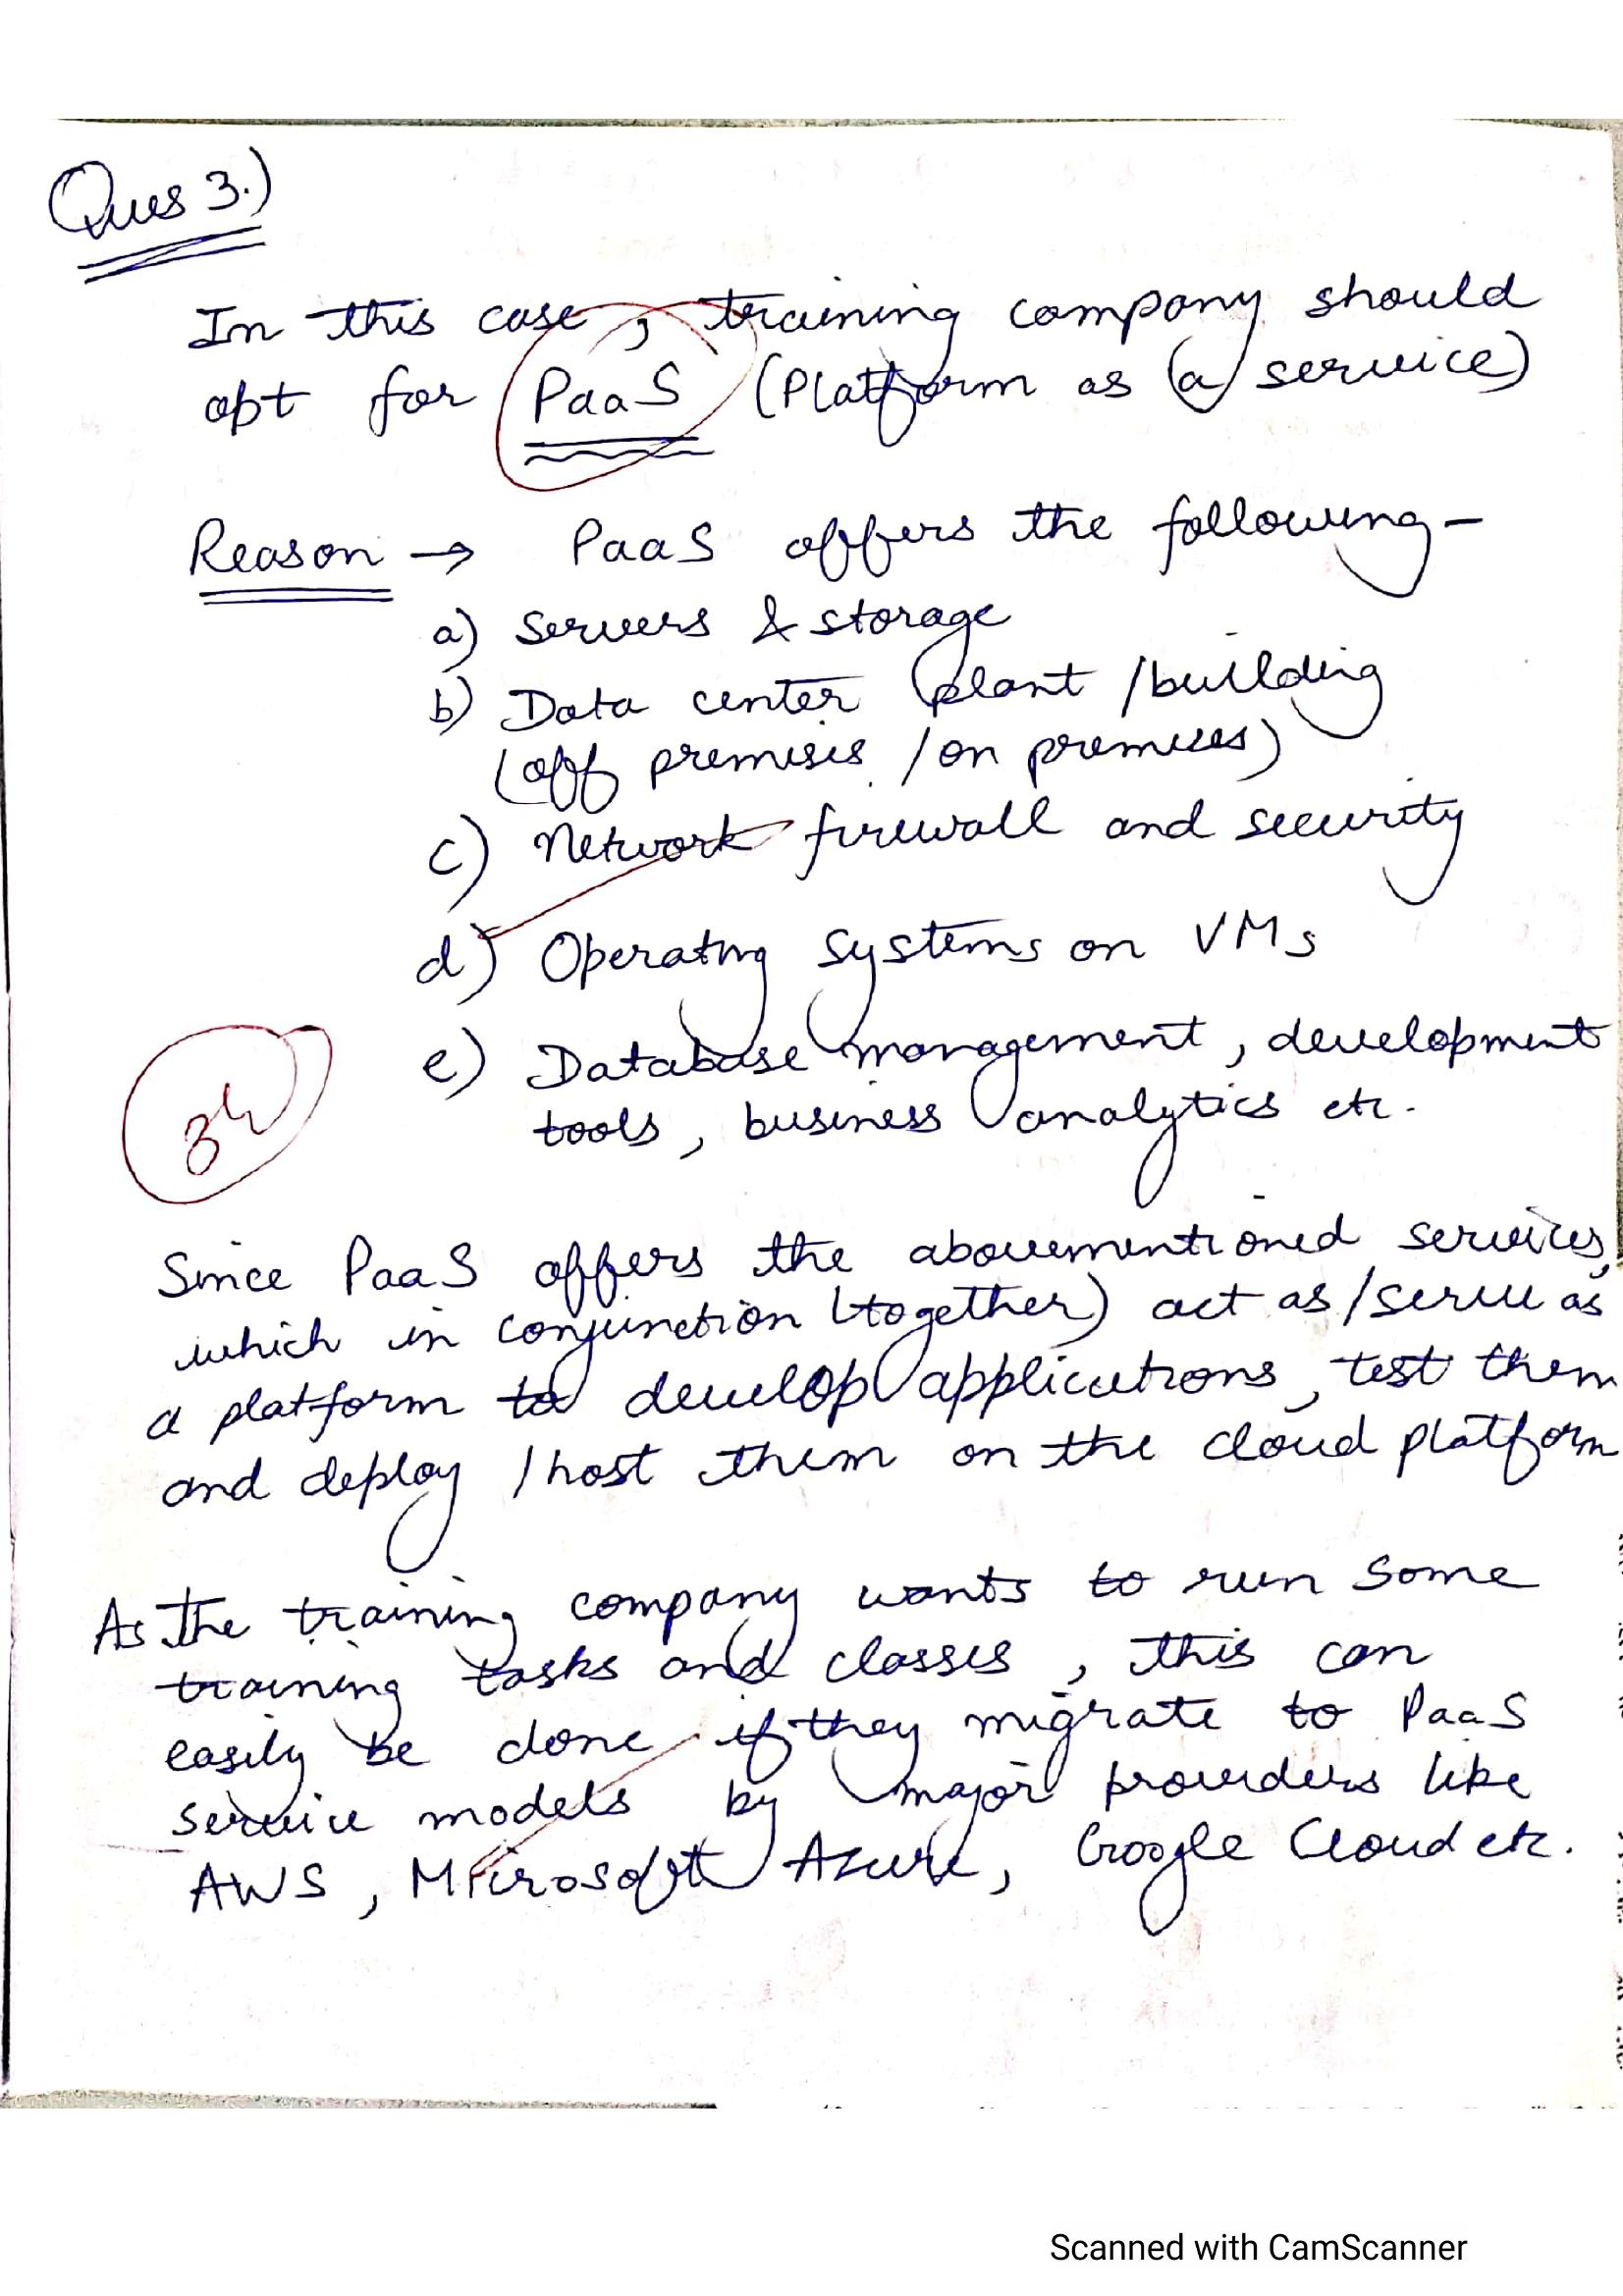 Ques 3.)
In this case, training company should
opt for PaaS (Platform as a service)
Reason → PaaS offers the following-
a) Servers & storage
b) Data center plant / building
(off premisis / on premises)
c) Network firewall and security
d) Operating systems on VMs
e) Database management, development
tools, business analytics etc.
Since PaaS offers the abovementioned services,
which in conjunction (together) act as / serve as
a platform to develop applications, test them
and deploy / host them on the cloud platform
As The training company wants to run some
training tasks and classes, this can
easily be done if they migrate to PaaS
service models by major providers like
AWS, Microsoft Azure, Google Cloud etc.
Scanned with CamScanner